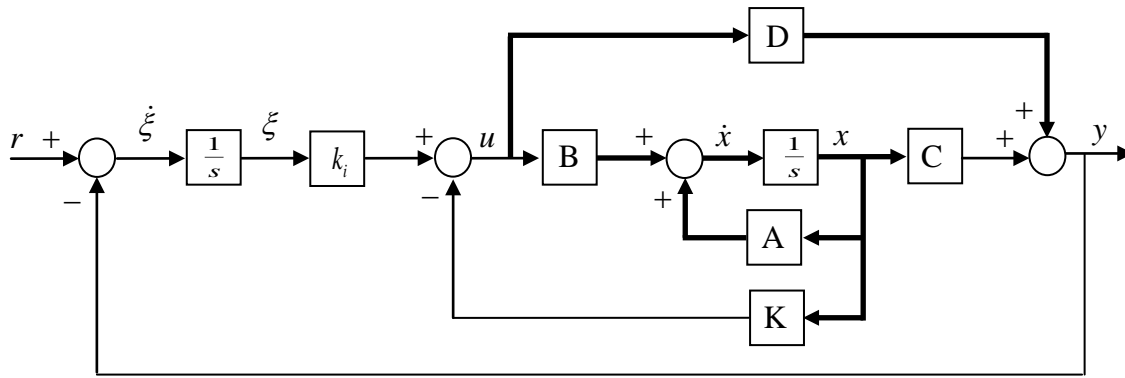 D
r + ξ̇ 1/s ξ k_i + u B + ẋ 1/s x C + + y
− − + A
K